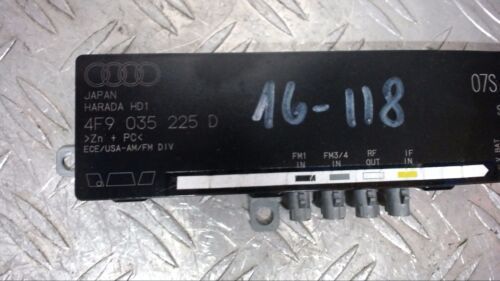 JAPAN
HARADA HD1
4F9 035 225 D
>Zn + PC<
ECE/USA-AM/FM DIV
16-118
07S
FM1 IN
FM3/4 IN
RF OUT
IF IN
A
BAT